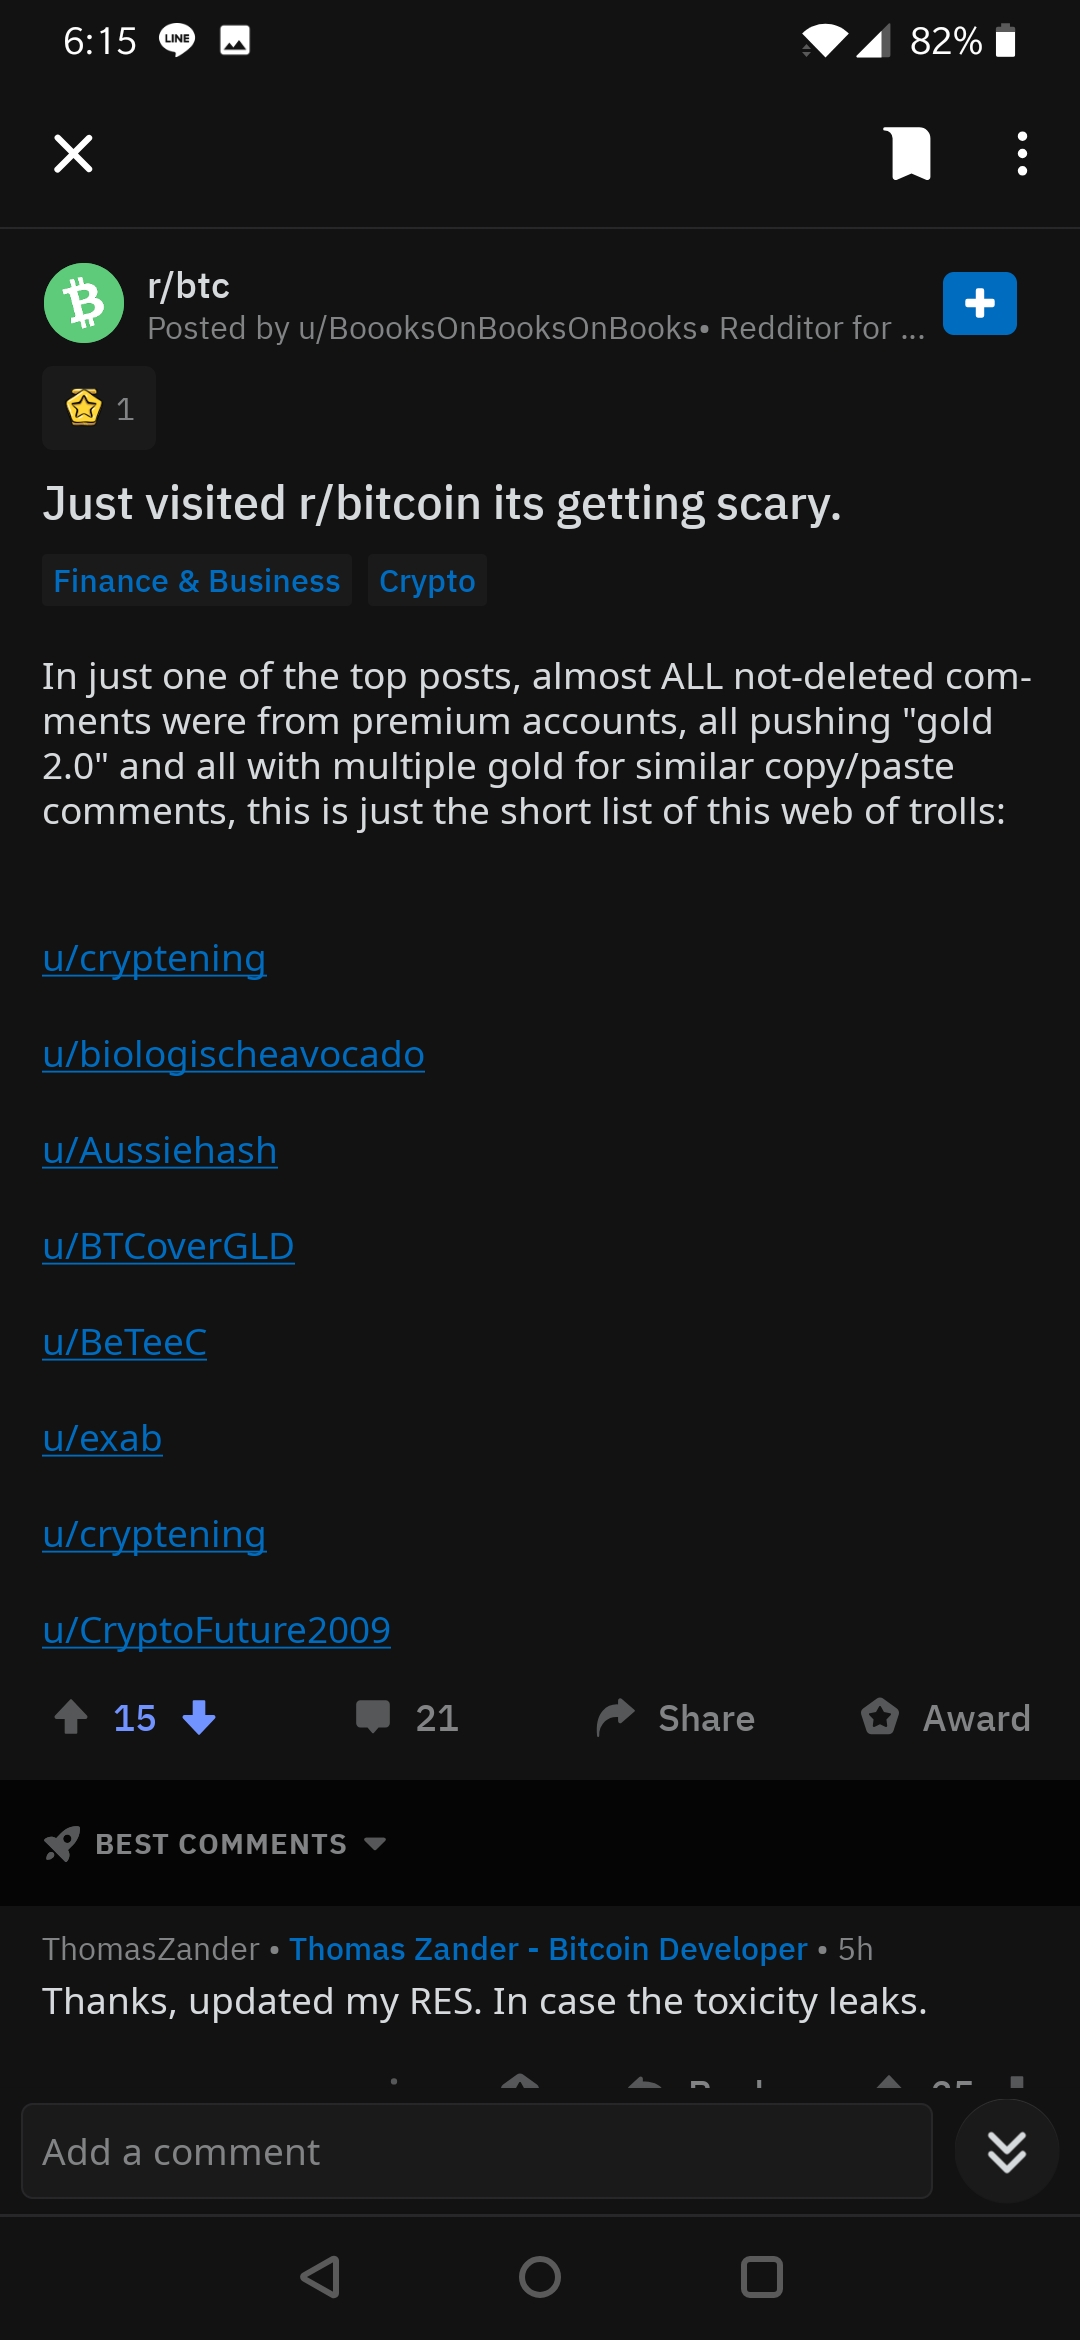 6:15 LINE 82%
r/btc
Posted by u/BoooksOnBooksOnBooks• Redditor for ...
1
Just visited r/bitcoin its getting scary.
Finance & Business Crypto
In just one of the top posts, almost ALL not-deleted com-
ments were from premium accounts, all pushing "gold
2.0" and all with multiple gold for similar copy/paste
comments, this is just the short list of this web of trolls:
u/cryptening
u/biologischeavocado
u/Aussiehash
u/BTCoverGLD
u/BeTeeC
u/exab
u/cryptening
u/CryptoFuture2009
15 21 Share Award
BEST COMMENTS
ThomasZander • Thomas Zander - Bitcoin Developer • 5h
Thanks, updated my RES. In case the toxicity leaks.
Add a comment